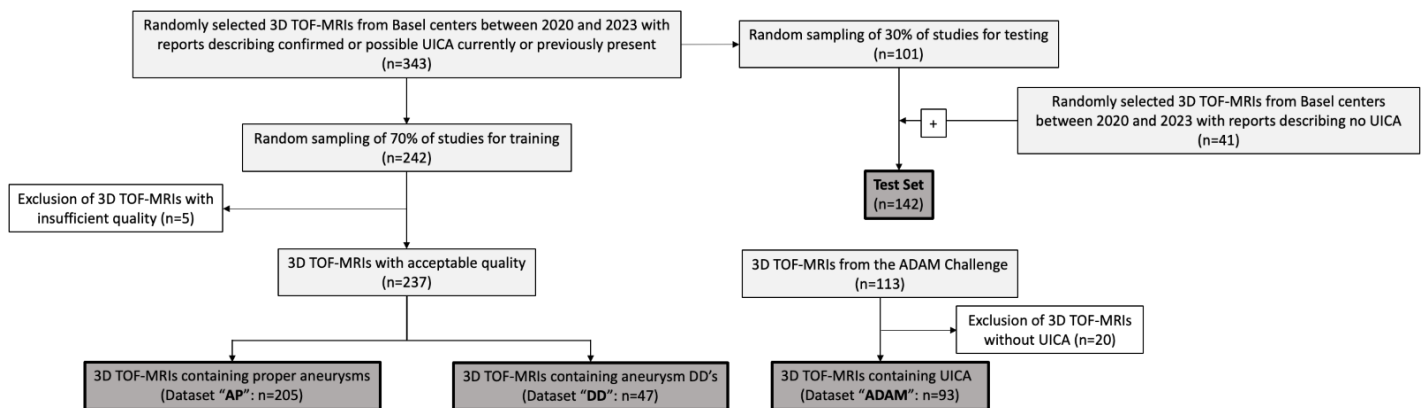 Randomly selected 3D TOF-MRIs from Basel centers between 2020 and 2023 with
reports describing confirmed or possible UICA currently or previously present
(n=343)
Random sampling of 30% of studies for testing
(n=101)
Randomly selected 3D TOF-MRIs from Basel centers
between 2020 and 2023 with reports describing no UICA
(n=41)
+
Random sampling of 70% of studies for training
(n=242)
Test Set
(n=142)
Exclusion of 3D TOF-MRIs with
insufficient quality (n=5)
3D TOF-MRIs with acceptable quality
(n=237)
3D TOF-MRIs from the ADAM Challenge
(n=113)
Exclusion of 3D TOF-MRIs
without UICA (n=20)
3D TOF-MRIs containing proper aneurysms
(Dataset “AP”: n=205)
3D TOF-MRIs containing aneurysm DD’s
(Dataset “DD”: n=47)
3D TOF-MRIs containing UICA
(Dataset “ADAM”: n=93)